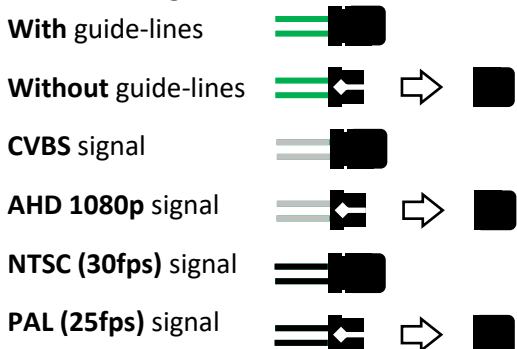 With guide-lines
Without guide-lines
CVBS signal
AHD 1080p signal
NTSC (30fps) signal
PAL (25fps) signal